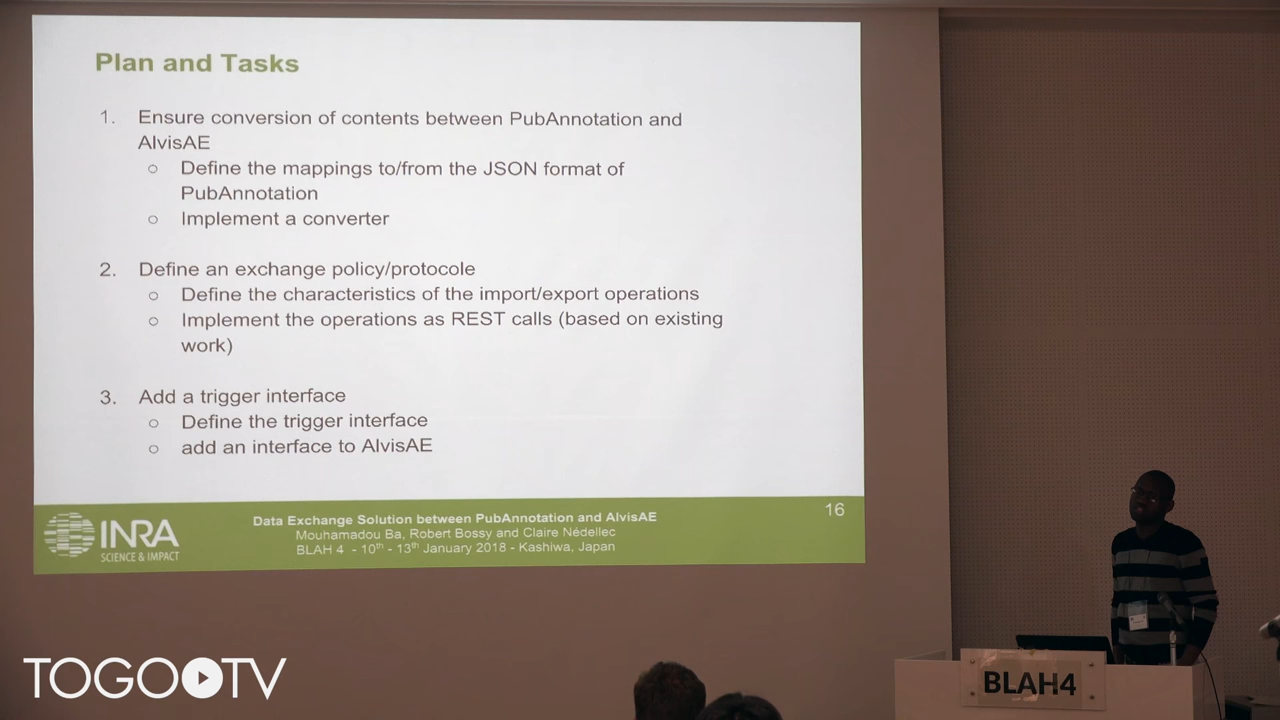 Plan and Tasks
1. Ensure conversion of contents between PubAnnotation and
AlvisAE
○ Define the mappings to/from the JSON format of
PubAnnotation
○ Implement a converter
2. Define an exchange policy/protocole
○ Define the characteristics of the import/export operations
○ Implement the operations as REST calls (based on existing
work)
3. Add a trigger interface
○ Define the trigger interface
○ add an interface to AlvisAE
INRA
SCIENCE & IMPACT
Data Exchange Solution between PubAnnotation and AlvisAE
Mouhamadou Ba, Robert Bossy and Claire Nédellec
BLAH 4 - 10th - 13th January 2018 - Kashiwa, Japan
16
TOGOTV
BLAH4